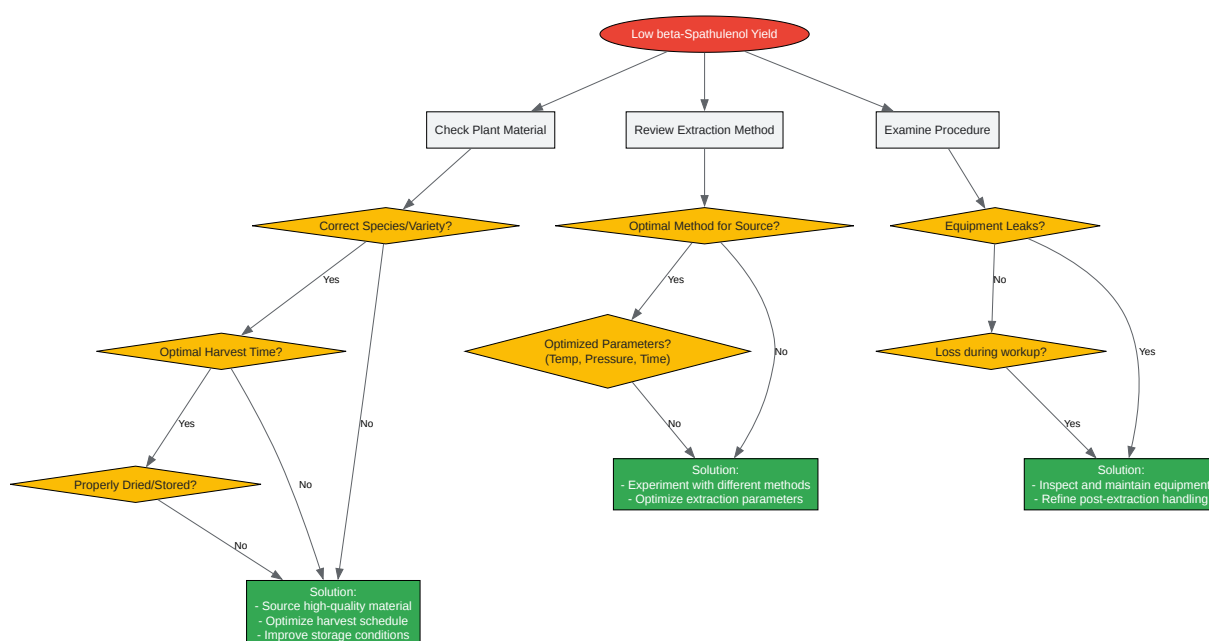 Low beta-Spathulenol Yield
Check Plant Material
Review Extraction Method
Examine Procedure
Correct Species/Variety?
Optimal Method for Source?
Equipment Leaks?
Yes
Yes
No
Optimal Harvest Time?
Optimized Parameters?
(Temp, Pressure, Time)
No
Loss during workup?
Yes
Yes
No
No
Yes
Properly Dried/Stored?
No
Solution:
- Experiment with different methods
- Optimize extraction parameters
Solution:
- Inspect and maintain equipment
- Refine post-extraction handling
No
Solution:
- Source high-quality material
- Optimize harvest schedule
- Improve storage conditions